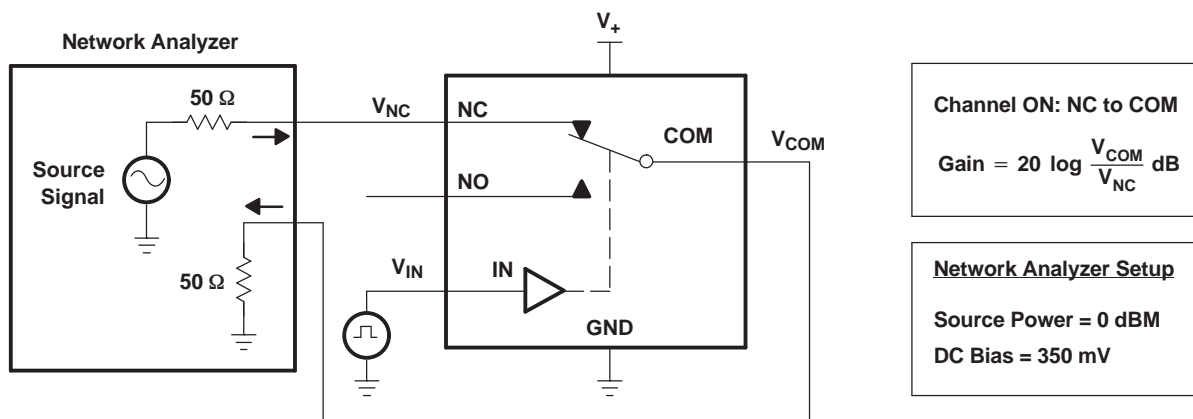 V+
Network Analyzer
50 Ω
VNC
NC
COM
VCOM
Source
Signal
NO
50 Ω
VIN
IN
GND
Channel ON: NC to COM
Gain = 20 log VCOM/VNC dB
Network Analyzer Setup
Source Power = 0 dBM
DC Bias = 350 mV